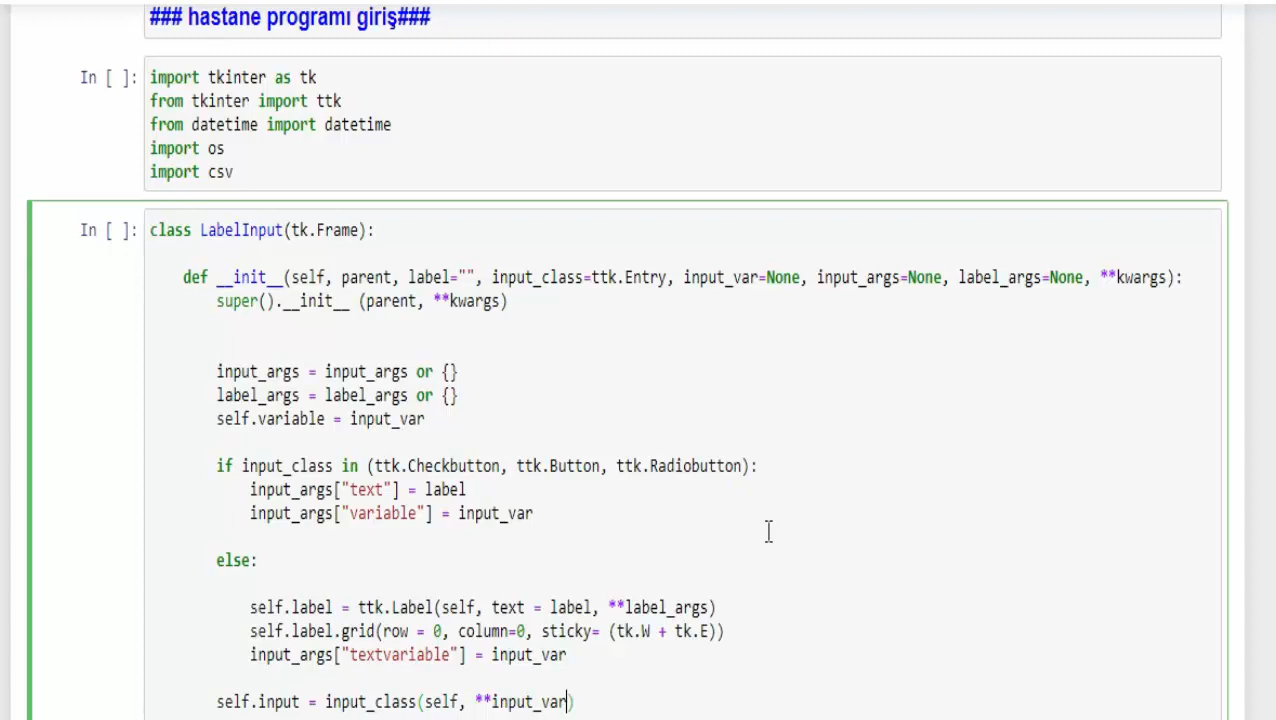 ### hastane programı giriş###
In [ ]:
import tkinter as tk
from tkinter import ttk
from datetime import datetime
import os
import csv
In [ ]:
class LabelInput(tk.Frame):
def __init__(self, parent, label="", input_class=ttk.Entry, input_var=None, input_args=None, label_args=None, **kwargs):
super().__init__ (parent, **kwargs)
input_args = input_args or {}
label_args = label_args or {}
self.variable = input_var
if input_class in (ttk.Checkbutton, ttk.Button, ttk.Radiobutton):
input_args["text"] = label
input_args["variable"] = input_var
else:
self.label = ttk.Label(self, text = label, **label_args)
self.label.grid(row = 0, column=0, sticky= (tk.W + tk.E))
input_args["textvariable"] = input_var
self.input = input_class(self, **input_var)